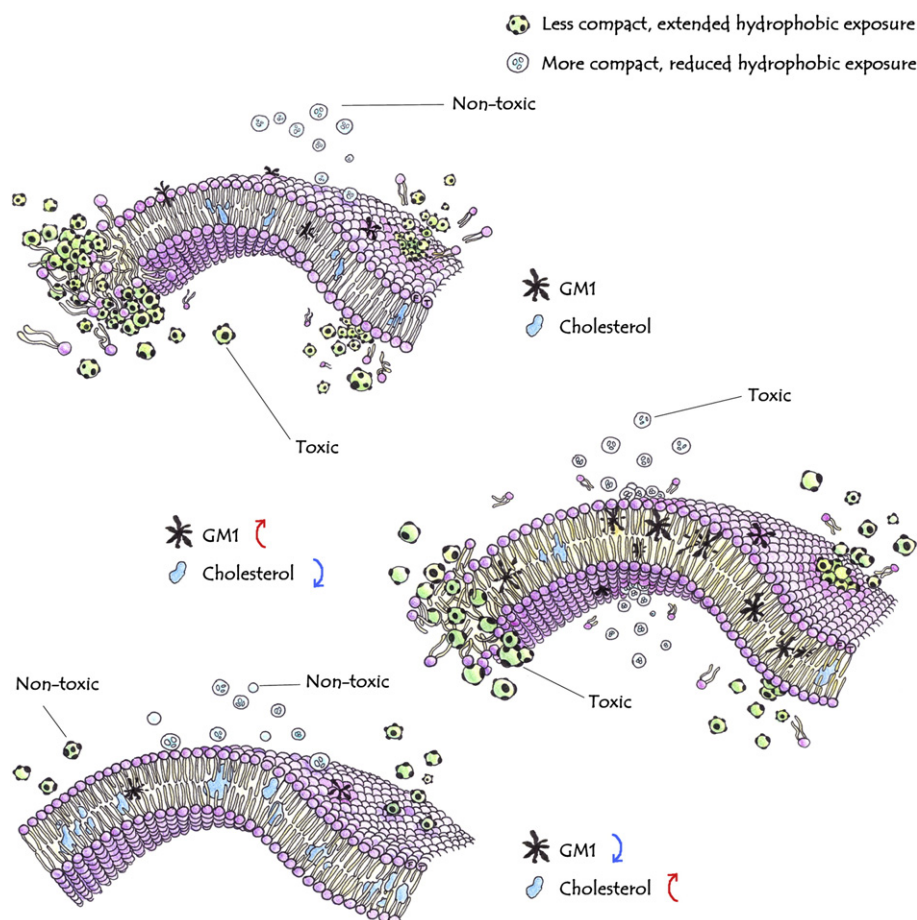 Less compact, extended hydrophobic exposure
More compact, reduced hydrophobic exposure
Non-toxic
GM1
Cholesterol
Toxic
Toxic
GM1
Cholesterol
Toxic
Non-toxic
Non-toxic
GM1
Cholesterol